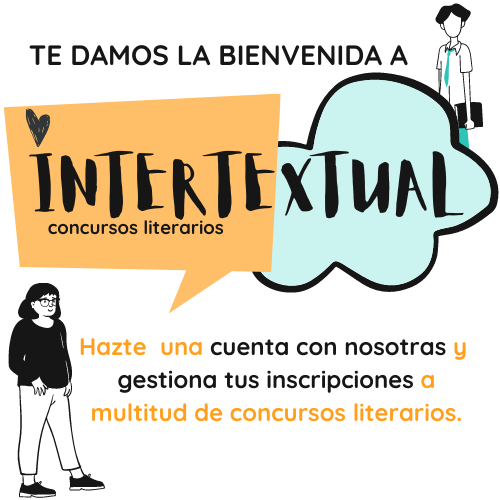 TE DAMOS LA BIENVENIDA A
INTERTEXTUAL
concursos literarios
Hazte una cuenta con nosotras y
gestiona tus inscripciones a
multitud de concursos literarios.